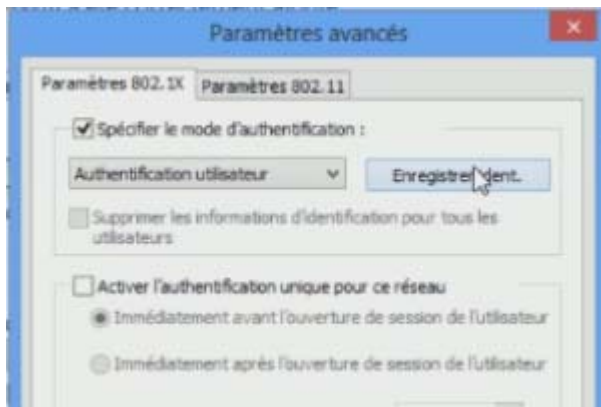 Paramètres avancés
Paramètres 802.1X Paramètres 802.11
Spécifier le mode d'authentification :
Authentification utilisateur
Enregistrer ident.
Supprimer les informations d'identification pour tous les
utilisateurs
Activer l'authentification unique pour ce réseau
Immédiatement avant l'ouverture de session de l'utilisateur
Immédiatement après l'ouverture de session de l'utilisateur